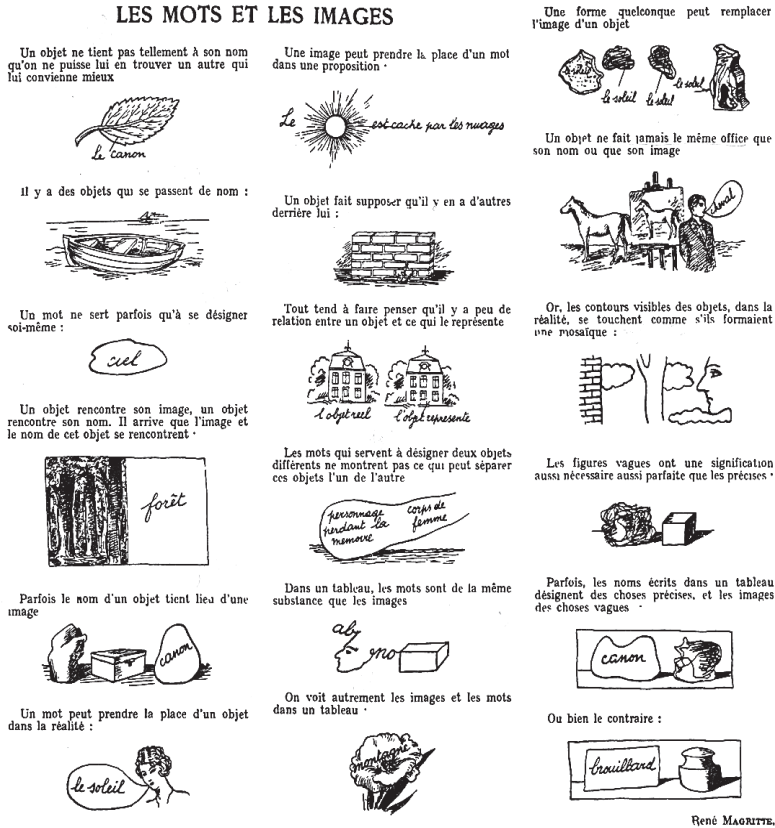 LES MOTS ET LES IMAGES
Un objet ne tient pas tellement à son nom
qu'on ne puisse lui en trouver un autre qui
lui convienne mieux
le canon
Il y a des objets qui se passent de nom :
Un mot ne sert parfois qu'à se désigner
soi-même :
ciel
Un objet rencontre son image, un objet
rencontre son nom. Il arrive que l'image et
le nom de cet objet se rencontrent ·
forêt
Parfois le nom d'un objet tient lieu d'une
image
canon
Un mot peut prendre la place d'un objet
dans la réalité :
le soleil
Une image peut prendre la place d'un mot
dans une proposition ·
Le est caché par les nuages
Un objet fait supposer qu'il y en a d'autres
derrière lui :
Tout tend à faire penser qu'il y a peu de
relation entre un objet et ce qui le représente
l'objet réel l'objet représenté
Les mots qui servent à désigner deux objets
différents ne montrent pas ce qui peut séparer
ces objets l'un de l'autre
personnage
perdant la
mémoire
corps de
femme
Dans un tableau, les mots sont de la même
substance que les images
no
On voit autrement les images et les mots
dans un tableau ·
montagne
Une forme quelconque peut remplacer
l'image d'un objet
le soleil le soleil le soleil le soleil
Un objet ne fait jamais le même office que
son nom ou que son image
cheval
Or, les contours visibles des objets, dans la
réalité, se touchent comme s'ils formaient
une mosaïque :
Les figures vagues ont une signification
aussi nécessaire aussi parfaite que les précises ·
Parfois, les noms écrits dans un tableau
désignent des choses précises, et les images
des choses vagues ·
canon
Ou bien le contraire :
brouillard
René MAGRITTE.